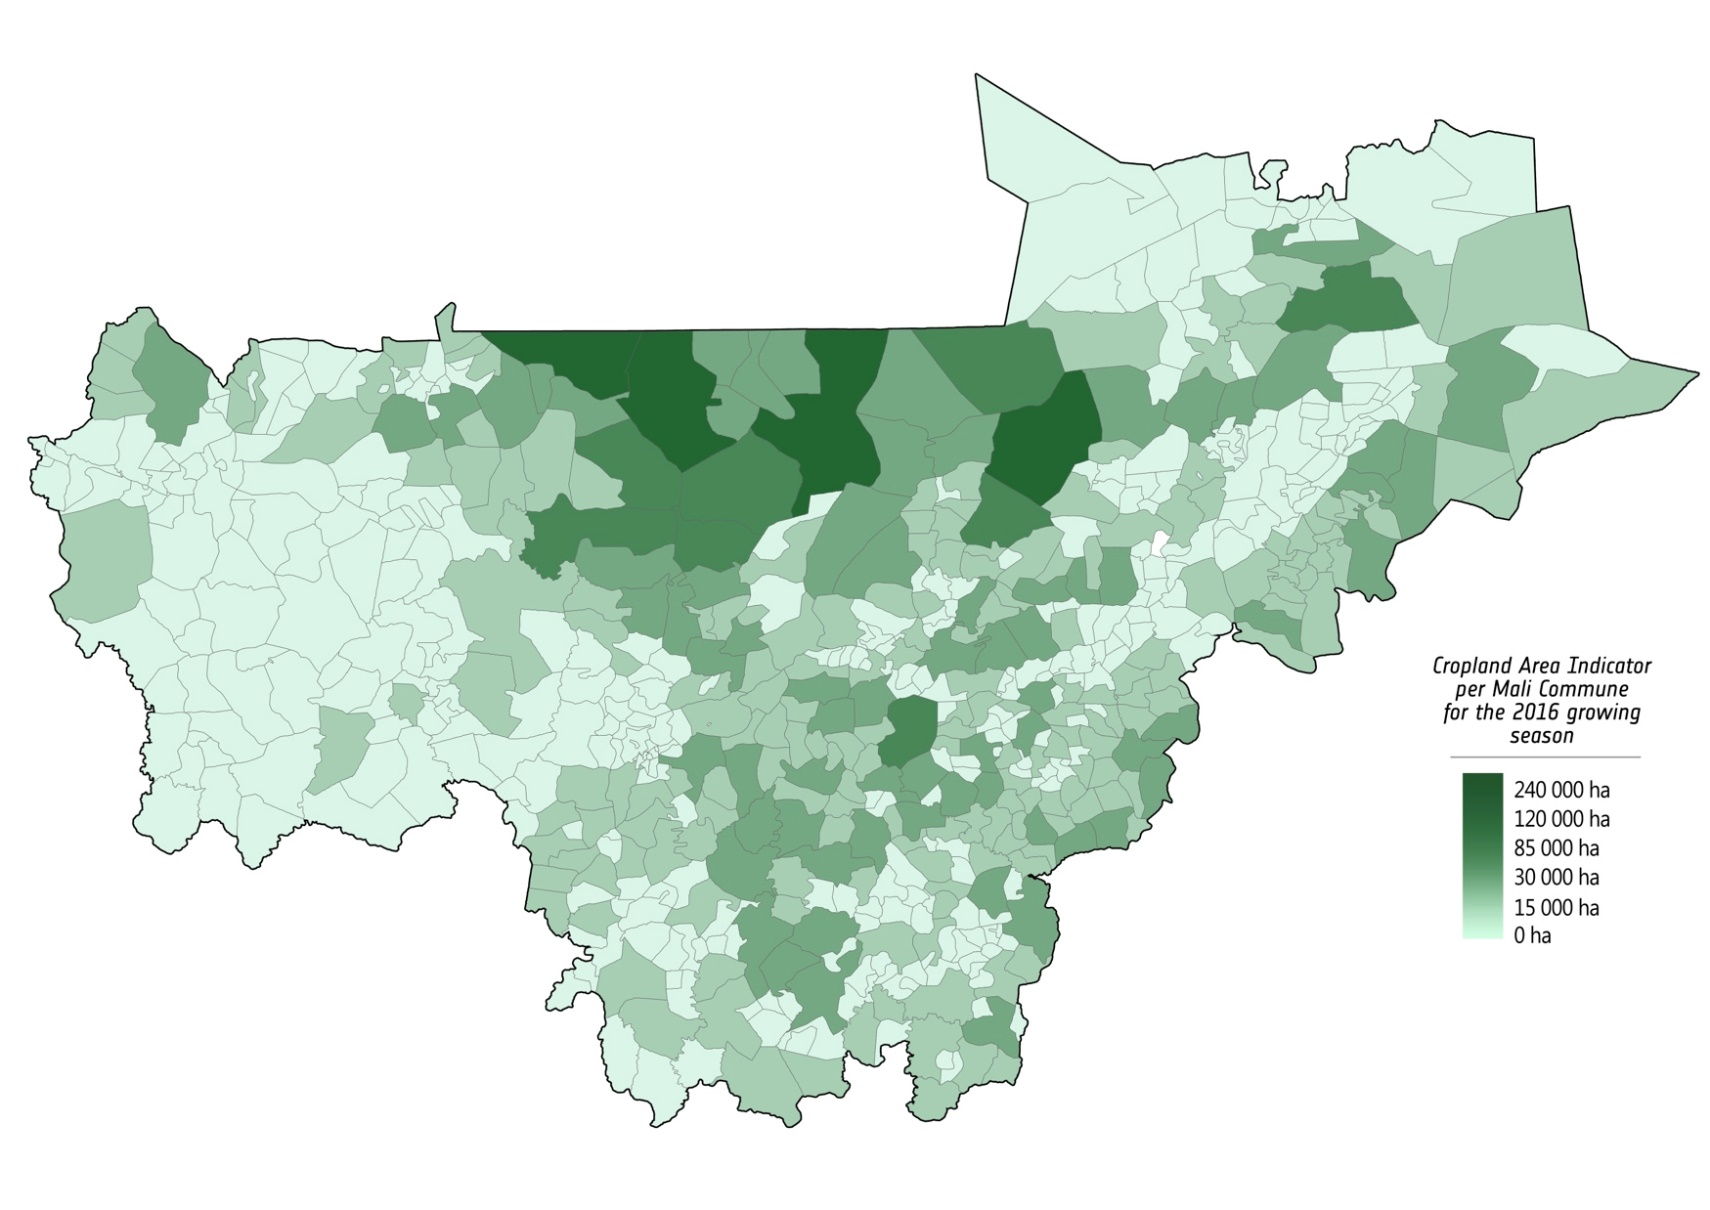 Cropland Area Indicator
per Mali Commune
for the 2016 growing
season
240 000 ha
120 000 ha
85 000 ha
30 000 ha
15 000 ha
0 ha